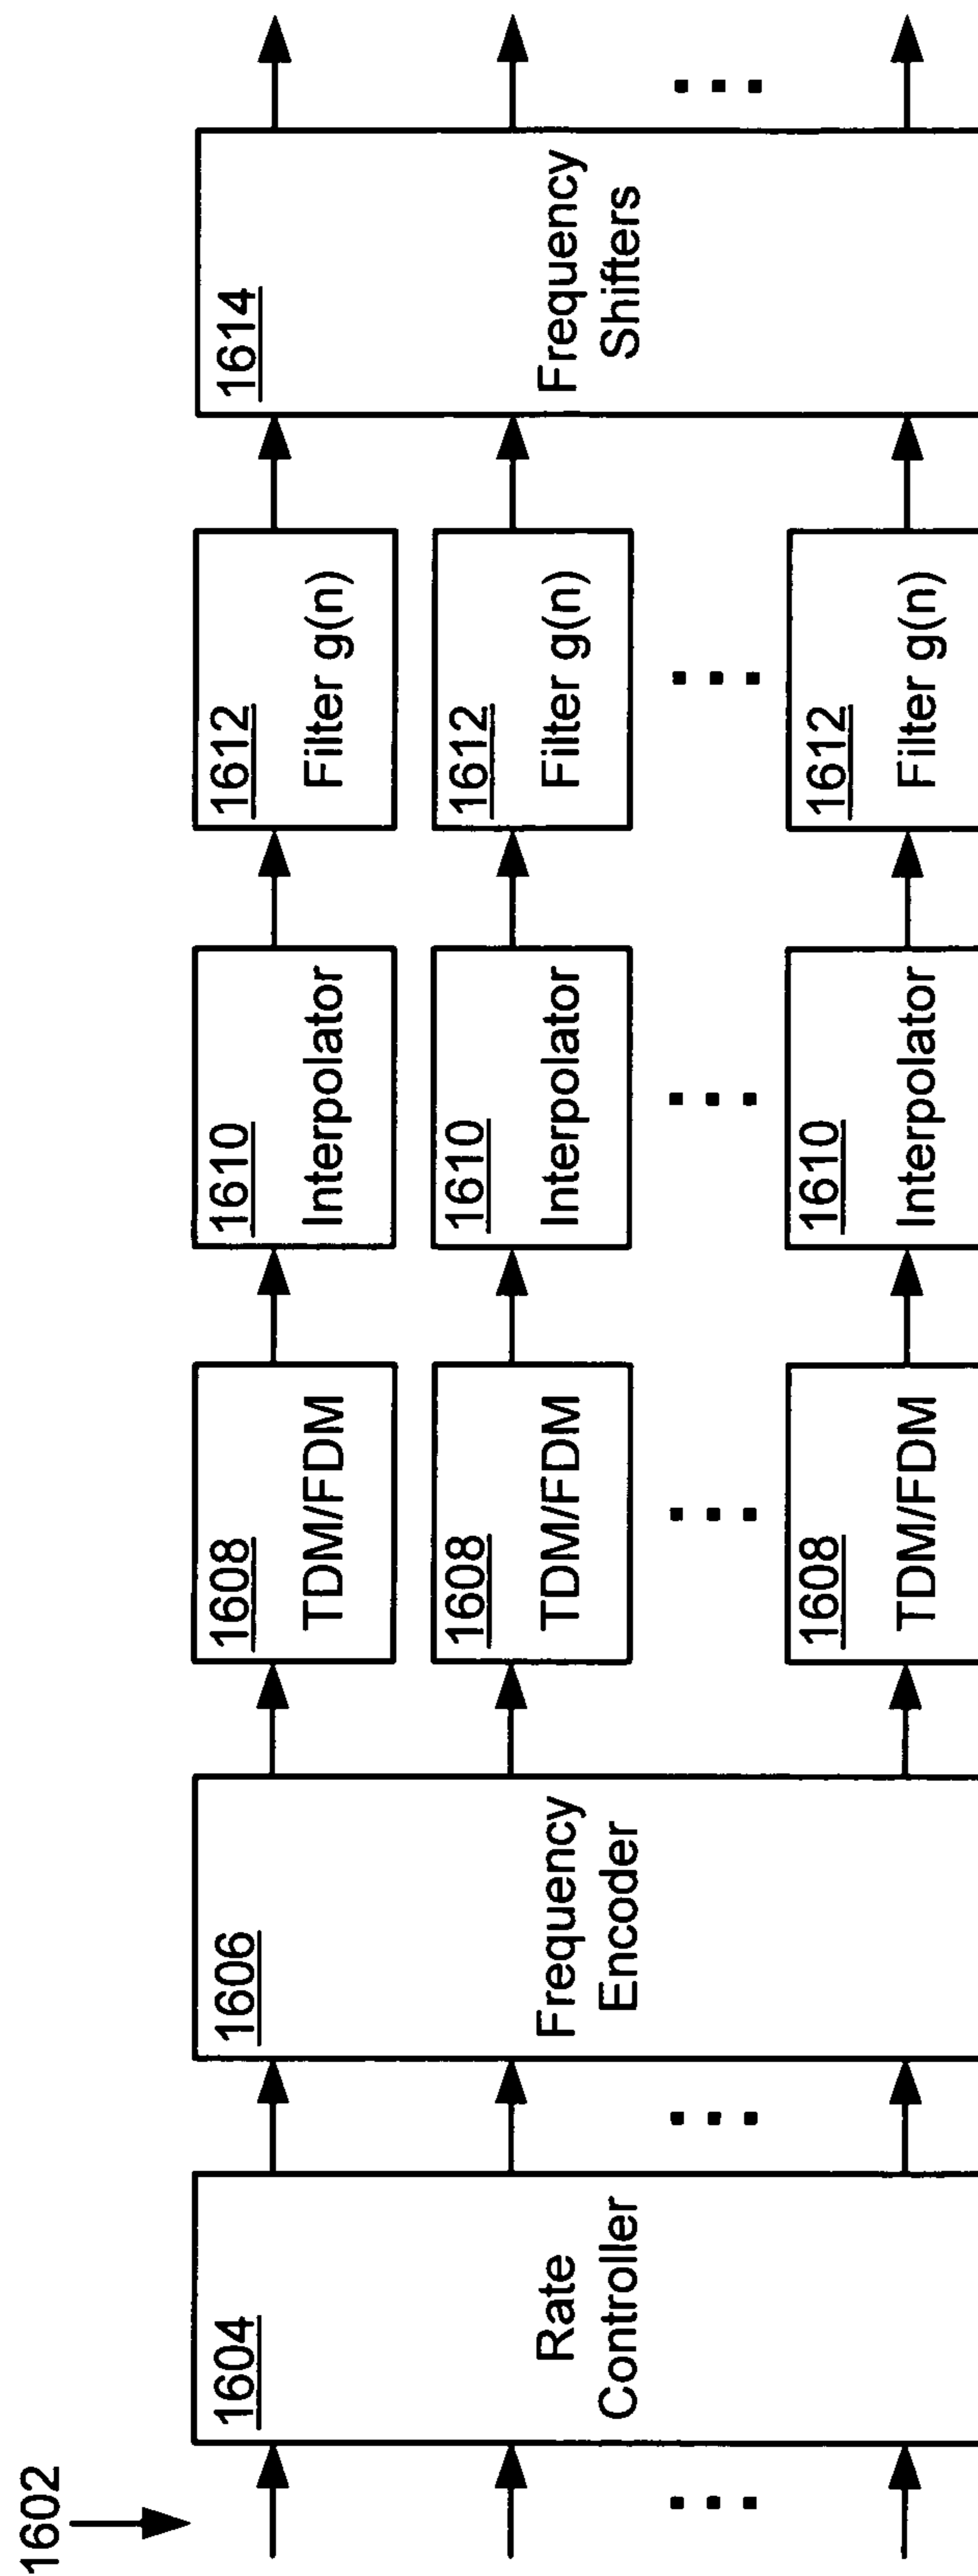 1602
1604
Rate
Controller
1606
Frequency
Encoder
1608
TDM/FDM
1608
TDM/FDM
1608
TDM/FDM
1610
Interpolator
1610
Interpolator
1610
Interpolator
1612
Filter g(n)
1612
Filter g(n)
1612
Filter g(n)
1614
Frequency
Shifters